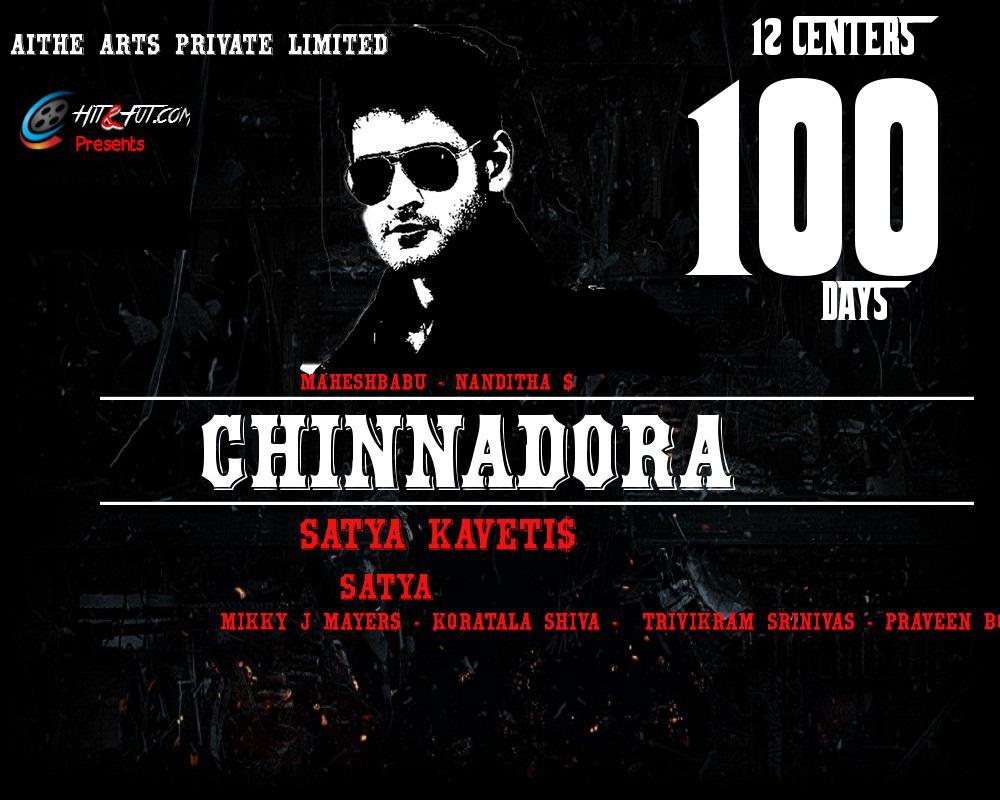 AITHE ARTS PRIVATE LIMITED
12 CENTERS
HIT&FUT.COM
Presents
100
DAYS
MAHESHBABU - NANDITHA $
CHINNADORA
SATYA KAVETI$
SATYA
MIKKY J MAYER$ - KORATALA SHIVA - TRIVIKRAM SRINIVAS - PRAVEEN